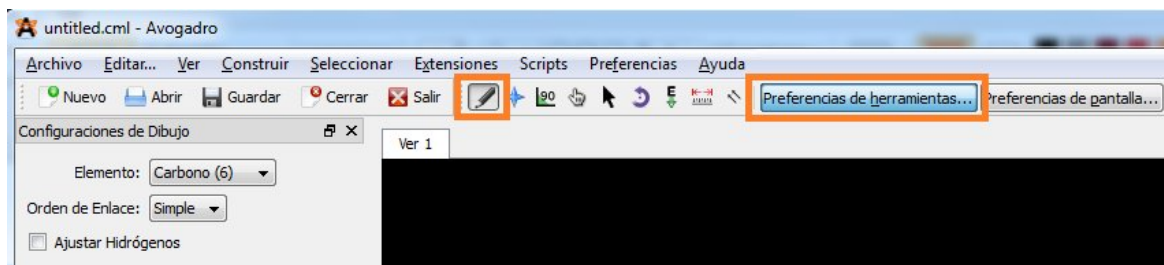 untitled.cml - Avogadro
Archivo Editar... Ver Construir Seleccionar Extensiones Scripts Preferencias Ayuda
Nuevo Abrir Guardar Cerrar Salir 90 E Preferencias de herramientas... Preferencias de pantalla...
Configuraciones de Dibujo
Ver 1
Elemento: Carbono (6)
Orden de Enlace: Simple
Ajustar Hidrógenos